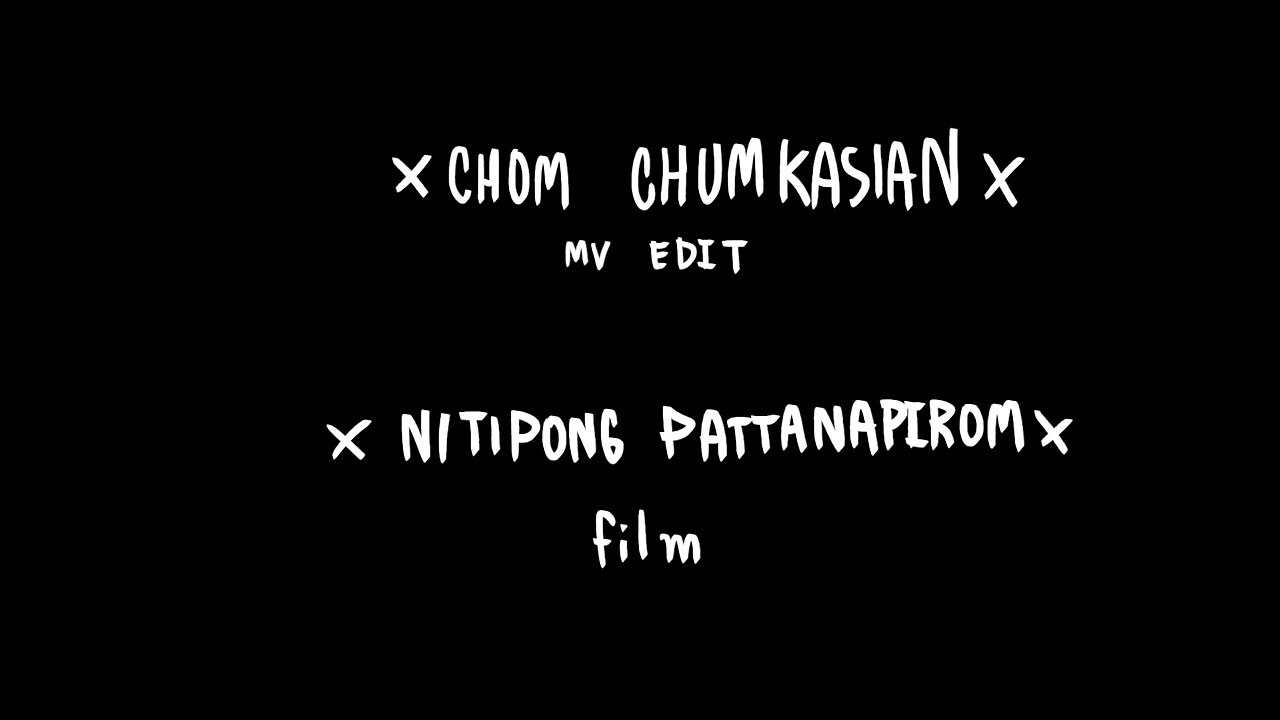 × CHOM CHUMKASIAN ×
MV EDIT
× NITIPONG PATTANAPIROM ×
film